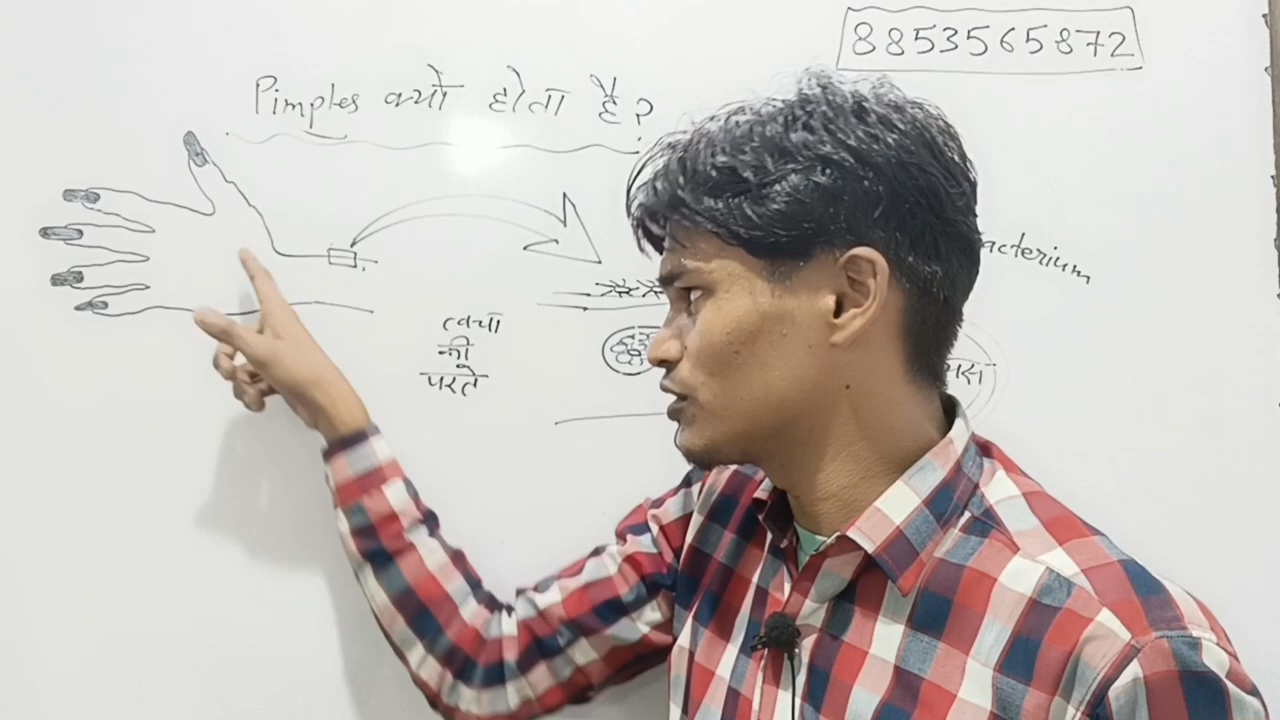 8853565872
Pimples क्यों होता है?
acterium
त्वचा
की
परते